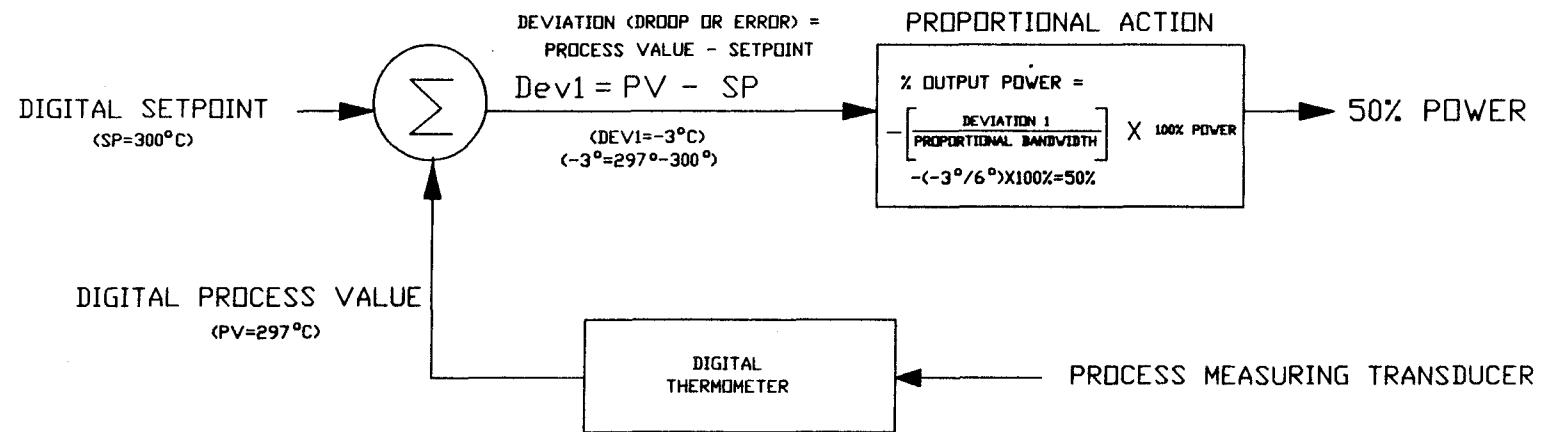 DEVIATION (DROOP OR ERROR) =
PROCESS VALUE - SETPOINT
Dev1 = PV - SP
PROPORTIONAL ACTION
DIGITAL SETPOINT
(SP=300°C)
Σ
(DEV1=-3°C)
(-3°=297°-300°)
% OUTPUT POWER =
-[DEVIATION 1
PROPORTIONAL BANDWIDTH] X 100% POWER
-(-3°/6°)X100%=50%
50% POWER
DIGITAL PROCESS VALUE
(PV=297°C)
DIGITAL
THERMOMETER
PROCESS MEASURING TRANSDUCER